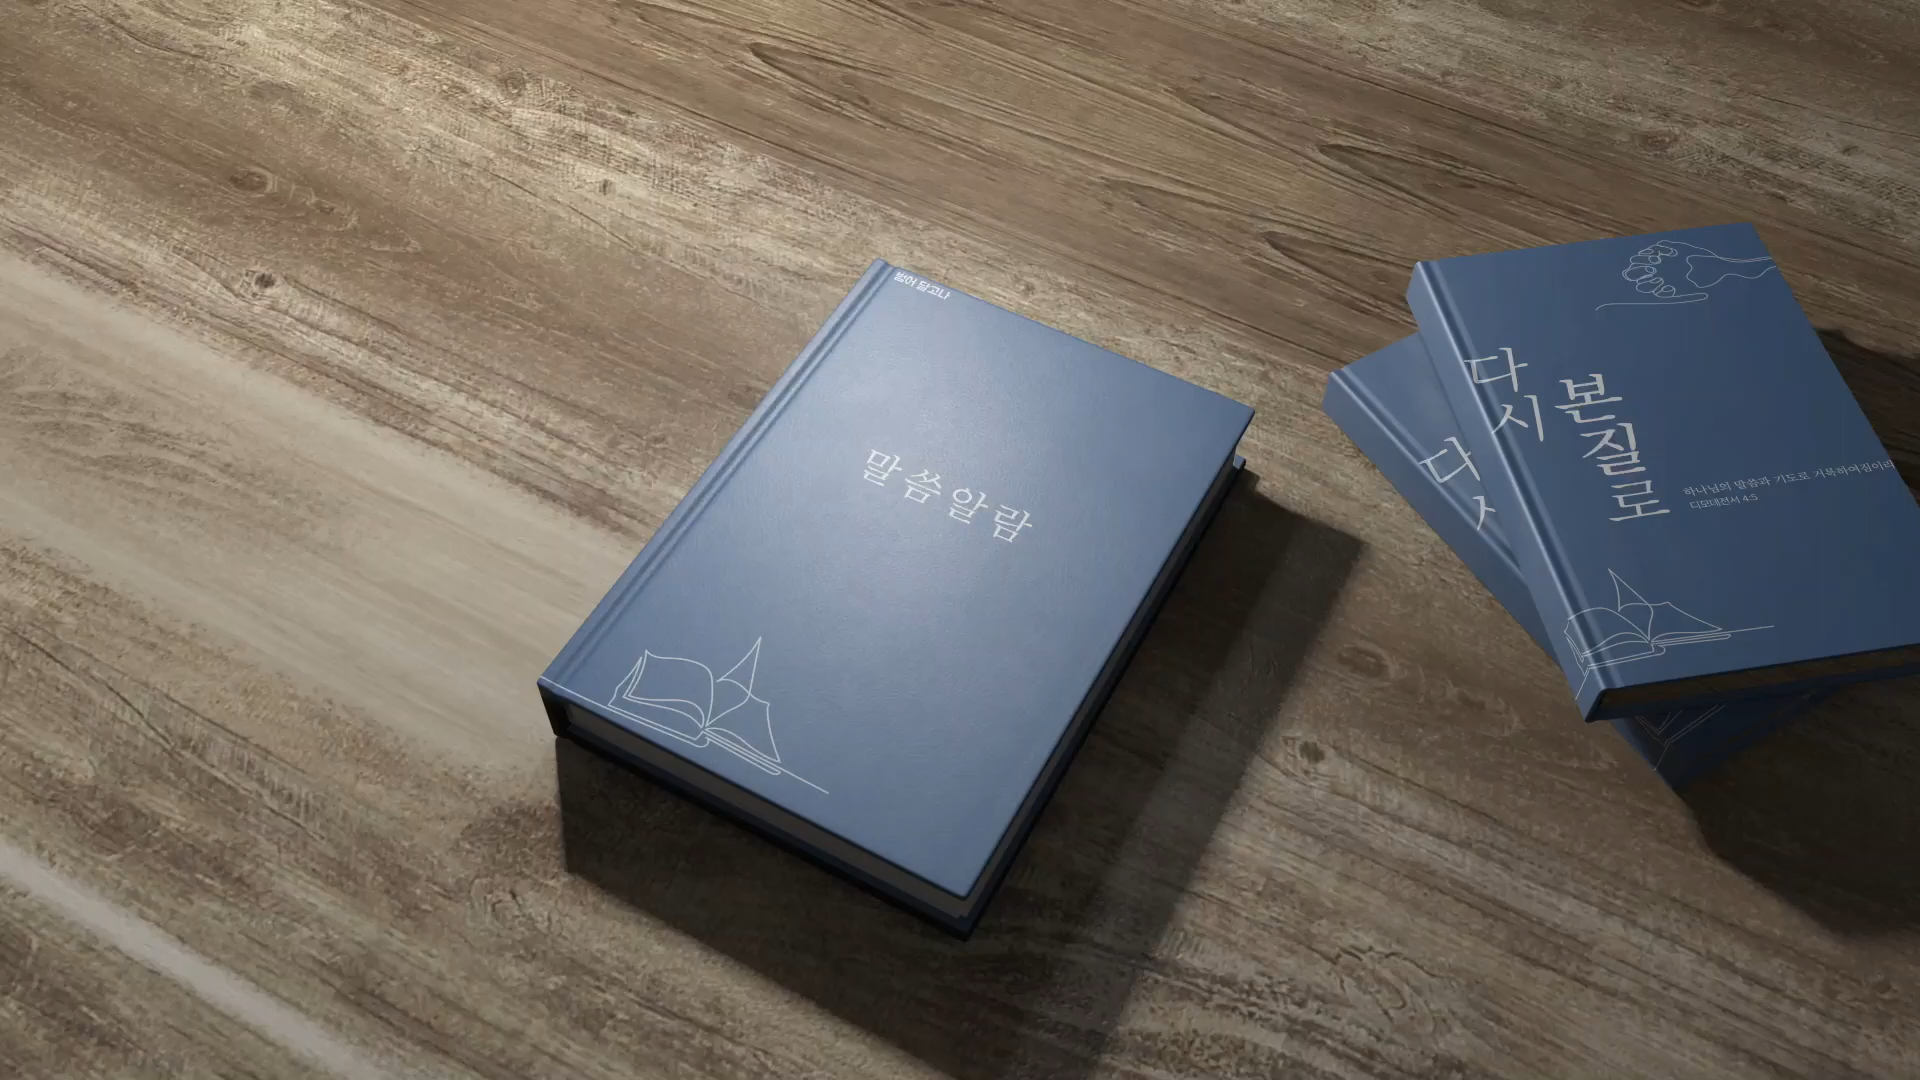 말씀알람
다시
본질로
하나님의 말씀과 기도로 거룩하여짐이라
디모데전서 4:5
다